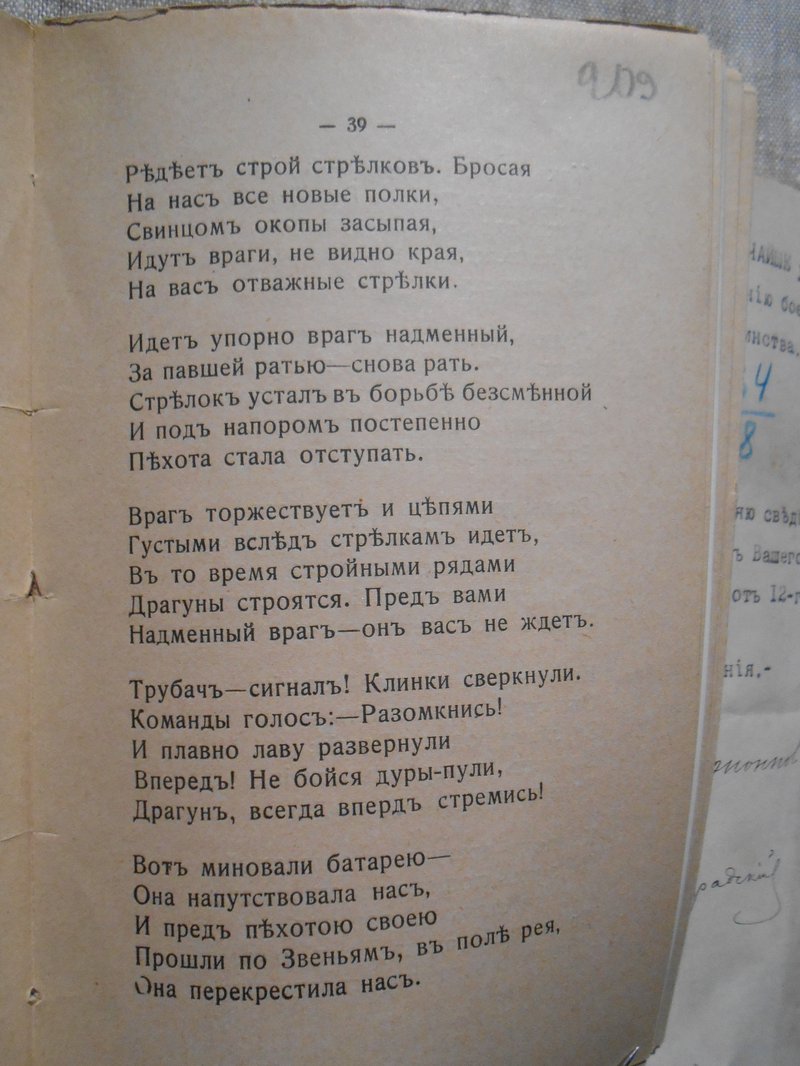 — 39 —
Рѣдѣетъ строй стрѣлковъ. Бросая
На насъ все новые полки,
Свинцомъ окопы засыпая,
Идутъ враги, не видно края,
На васъ отважные стрѣлки.
Идетъ упорно врагъ надменный,
За павшей ратью—снова рать.
Стрѣлокъ усталъ въ борьбѣ безсмѣнной
И подъ напоромъ постепенно
Пѣхота стала отступать.
Врагъ торжествуетъ и цѣпями
Густыми вслѣдъ стрѣлкамъ идетъ,
Въ то время стройными рядами
Драгуны строятся. Предъ вами
Надменный врагъ—онъ васъ не ждетъ.
Трубачъ—сигналъ! Клинки сверкнули.
Команды голосъ:—Разомкнись!
И плавно лаву развернули
Впередъ! Не бойся дуры-пули,
Драгунъ, всегда впердъ стремись!
Вотъ миновали батарею—
Она напутствовала насъ,
И предъ пѣхотою своею
Прошли по Звеньямъ, въ полѣ рея,
Она перекрестила насъ.
4
8
Вашего
отъ 12-г